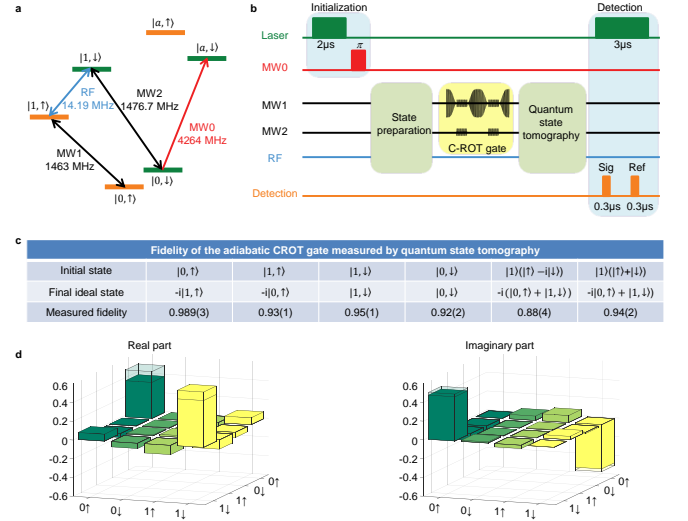 a
|a,↑⟩
|1,↓⟩
|a,↓⟩
RF
14.19 MHz
MW2
1476.7 MHz
|1,↑⟩
MW0
4264 MHz
MW1
1463 MHz
|0,↓⟩
|0,↑⟩
b
Initialization
Detection
Laser
2μs
3μs
π
MW0
MW1
MW2
RF
State
preparation
C-ROT gate
Quantum
state
tomography
Sig
Ref
Detection
0.3μs
0.3μs
c
Fidelity of the adiabatic CROT gate measured by quantum state tomography
Initial state |0,↑⟩ |1,↑⟩ |1,↓⟩ |0,↓⟩ |1⟩(|↑⟩ −i|↓⟩) |1⟩(|↑⟩+|↓⟩)
Final ideal state -i|1,↑⟩ -i|0,↑⟩ |1,↓⟩ |0,↓⟩ -i(|0,↑⟩ + |1,↓⟩) -i|0,↑⟩ + |1,↓⟩)
Measured fidelity 0.989(3) 0.93(1) 0.95(1) 0.92(2) 0.88(4) 0.94(2)
d
Real part
0.6
0.4
0.2
0
-0.2
-0.4
-0.6
0↑
0↓
1↑
1↓
1↓
1↑
0↓
0↑
Imaginary part
0.6
0.4
0.2
0
-0.2
-0.4
-0.6
0↑
0↓
1↑
1↓
1↓
1↑
0↓
0↑